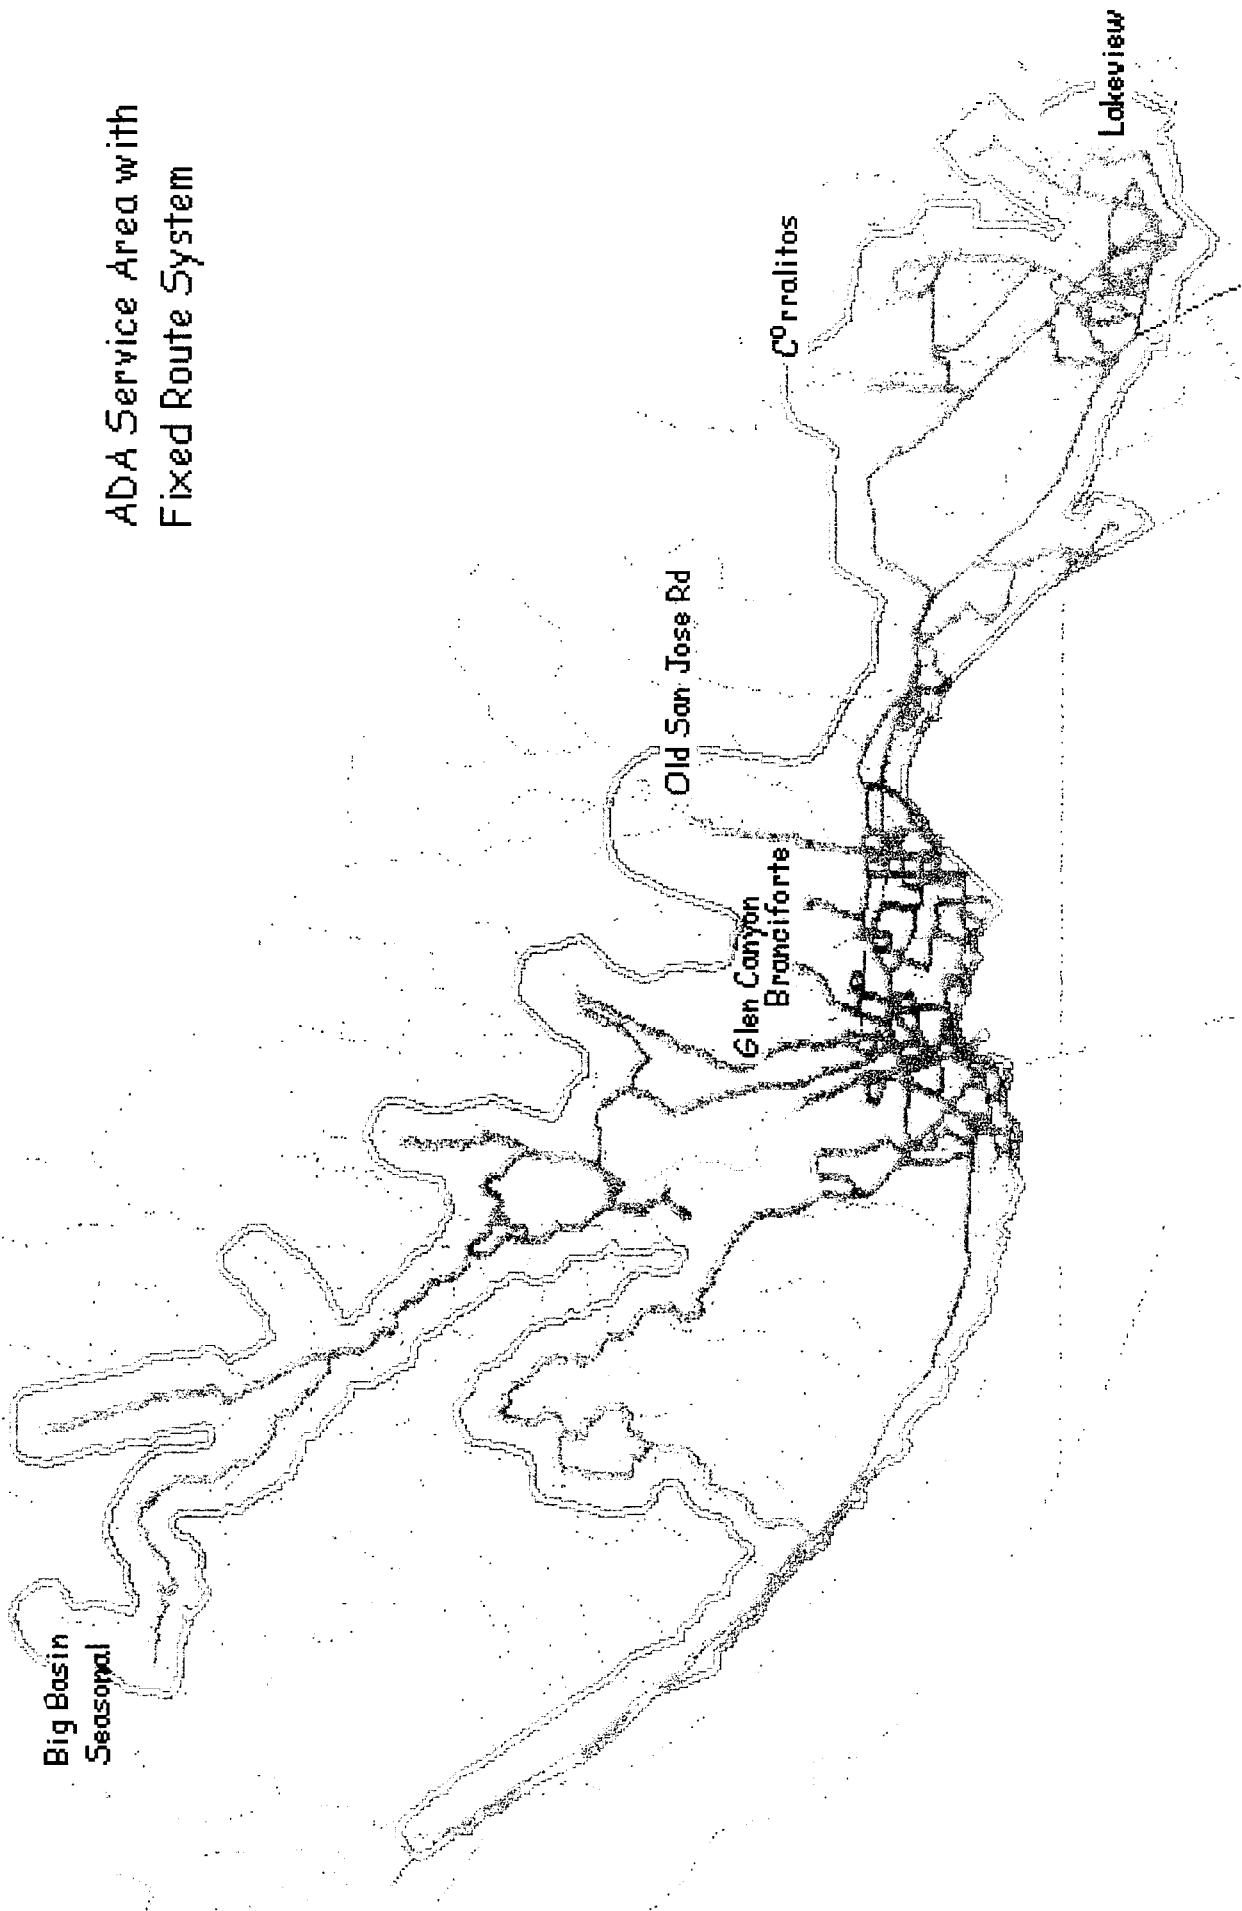 ADA Service Area with
Fixed Route System
Big Basin
Seasonal
Glen Canyon
Branciforte
Old San Jose Rd
Corralitos
Lakeview